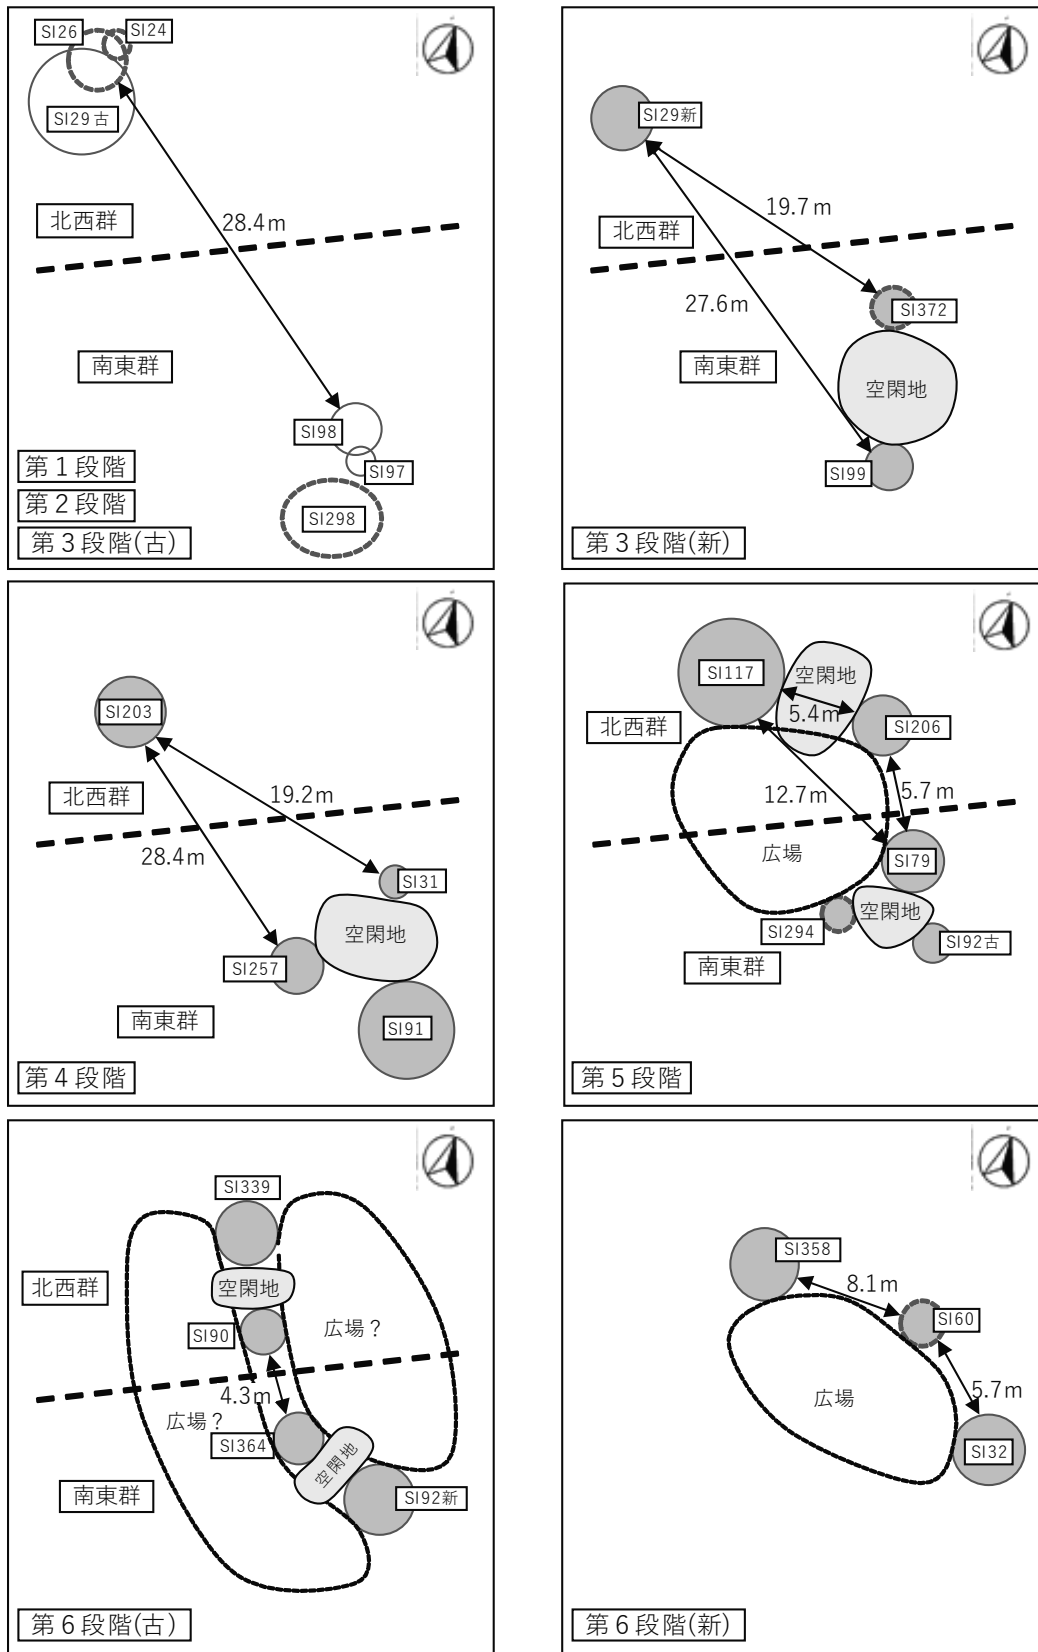 SI26
SI24
SI29古
28.4m
北西群
南東群
SI98
SI97
SI298
第1段階
第2段階
第3段階(古)
SI29新
19.7m
北西群
27.6m
SI372
南東群
空閑地
SI99
第3段階(新)
SI203
北西群
19.2m
28.4m
SI31
空閑地
SI257
南東群
SI91
第4段階
SI117
空閑地
5.4m
SI206
北西群
12.7m
5.7m
広場
SI79
空閑地
SI294
SI92古
南東群
第5段階
SI339
北西群
空閑地
SI90
広場?
4.3m
広場?
SI364
空閑地
南東群
SI92新
第6段階(古)
SI358
8.1m
SI60
5.7m
広場
SI32
第6段階(新)